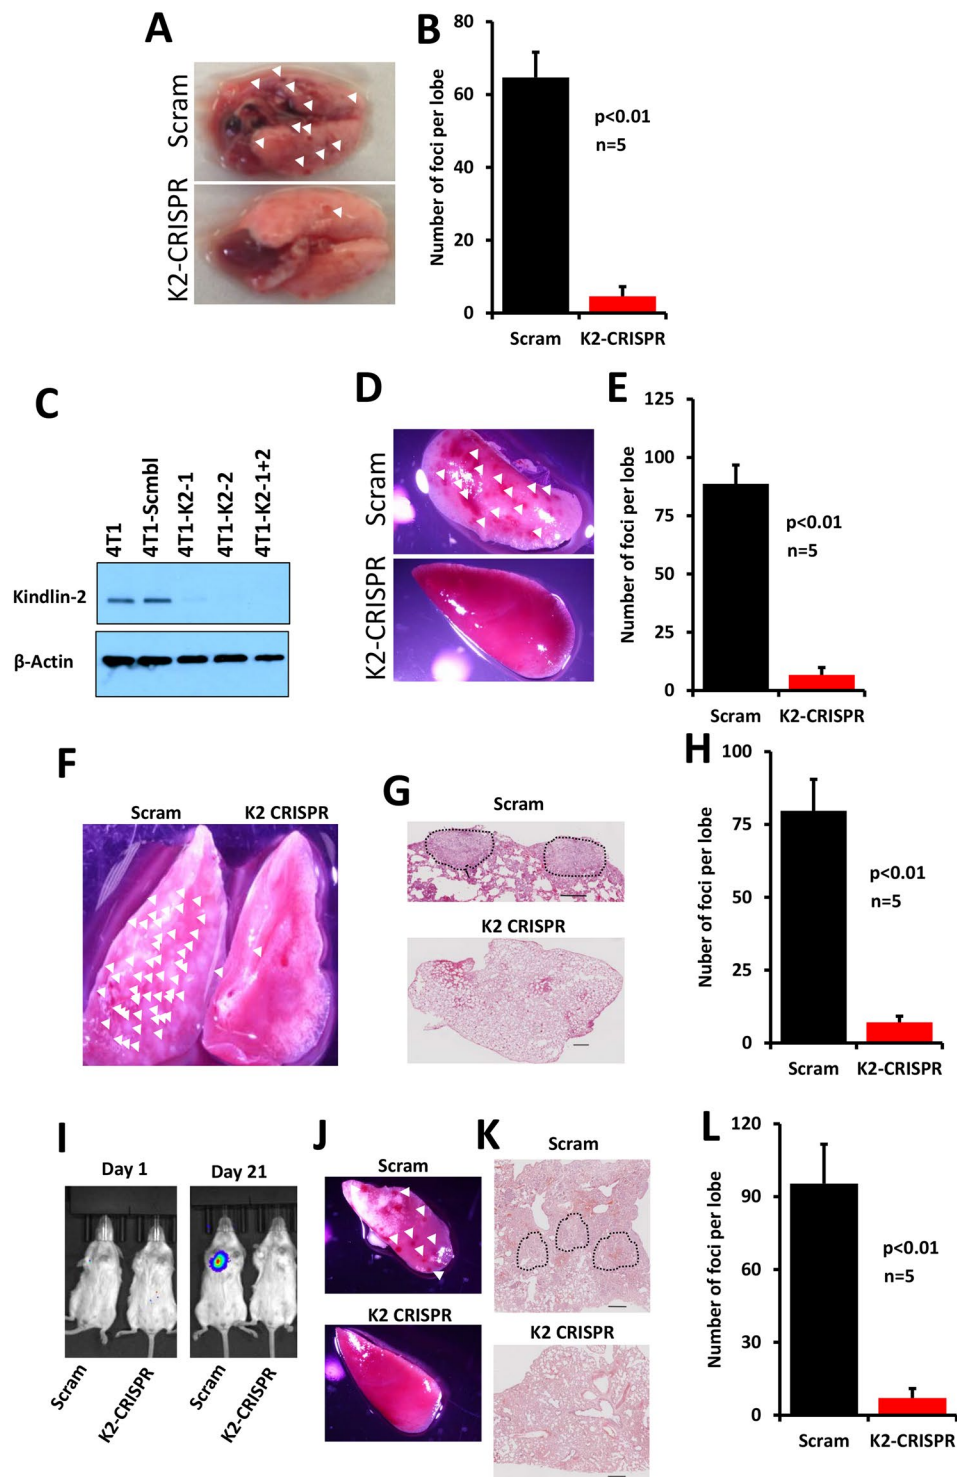 A
Scram
K2-CRISPR
B
Number of foci per lobe
80
60
40
20
0
p<0.01
n=5
Scram K2-CRISPR
C
4T1
4T1-Scmbl
4T1-K2-1
4T1-K2-2
4T1-K2-1+2
Kindlin-2
β-Actin
D
Scram
K2-CRISPR
E
Number of foci per lobe
125
100
75
50
25
0
p<0.01
n=5
Scram K2-CRISPR
F
Scram K2 CRISPR
G
Scram
K2 CRISPR
H
Nuber of foci per lobe
100
75
50
25
0
p<0.01
n=5
Scram K2-CRISPR
I
Day 1 Day 21
Scram
K2-CRISPR
Scram
K2-CRISPR
J
Scram
K2 CRISPR
K
Scram
K2 CRISPR
L
Number of foci per lobe
120
90
60
30
0
p<0.01
n=5
Scram K2-CRISPR